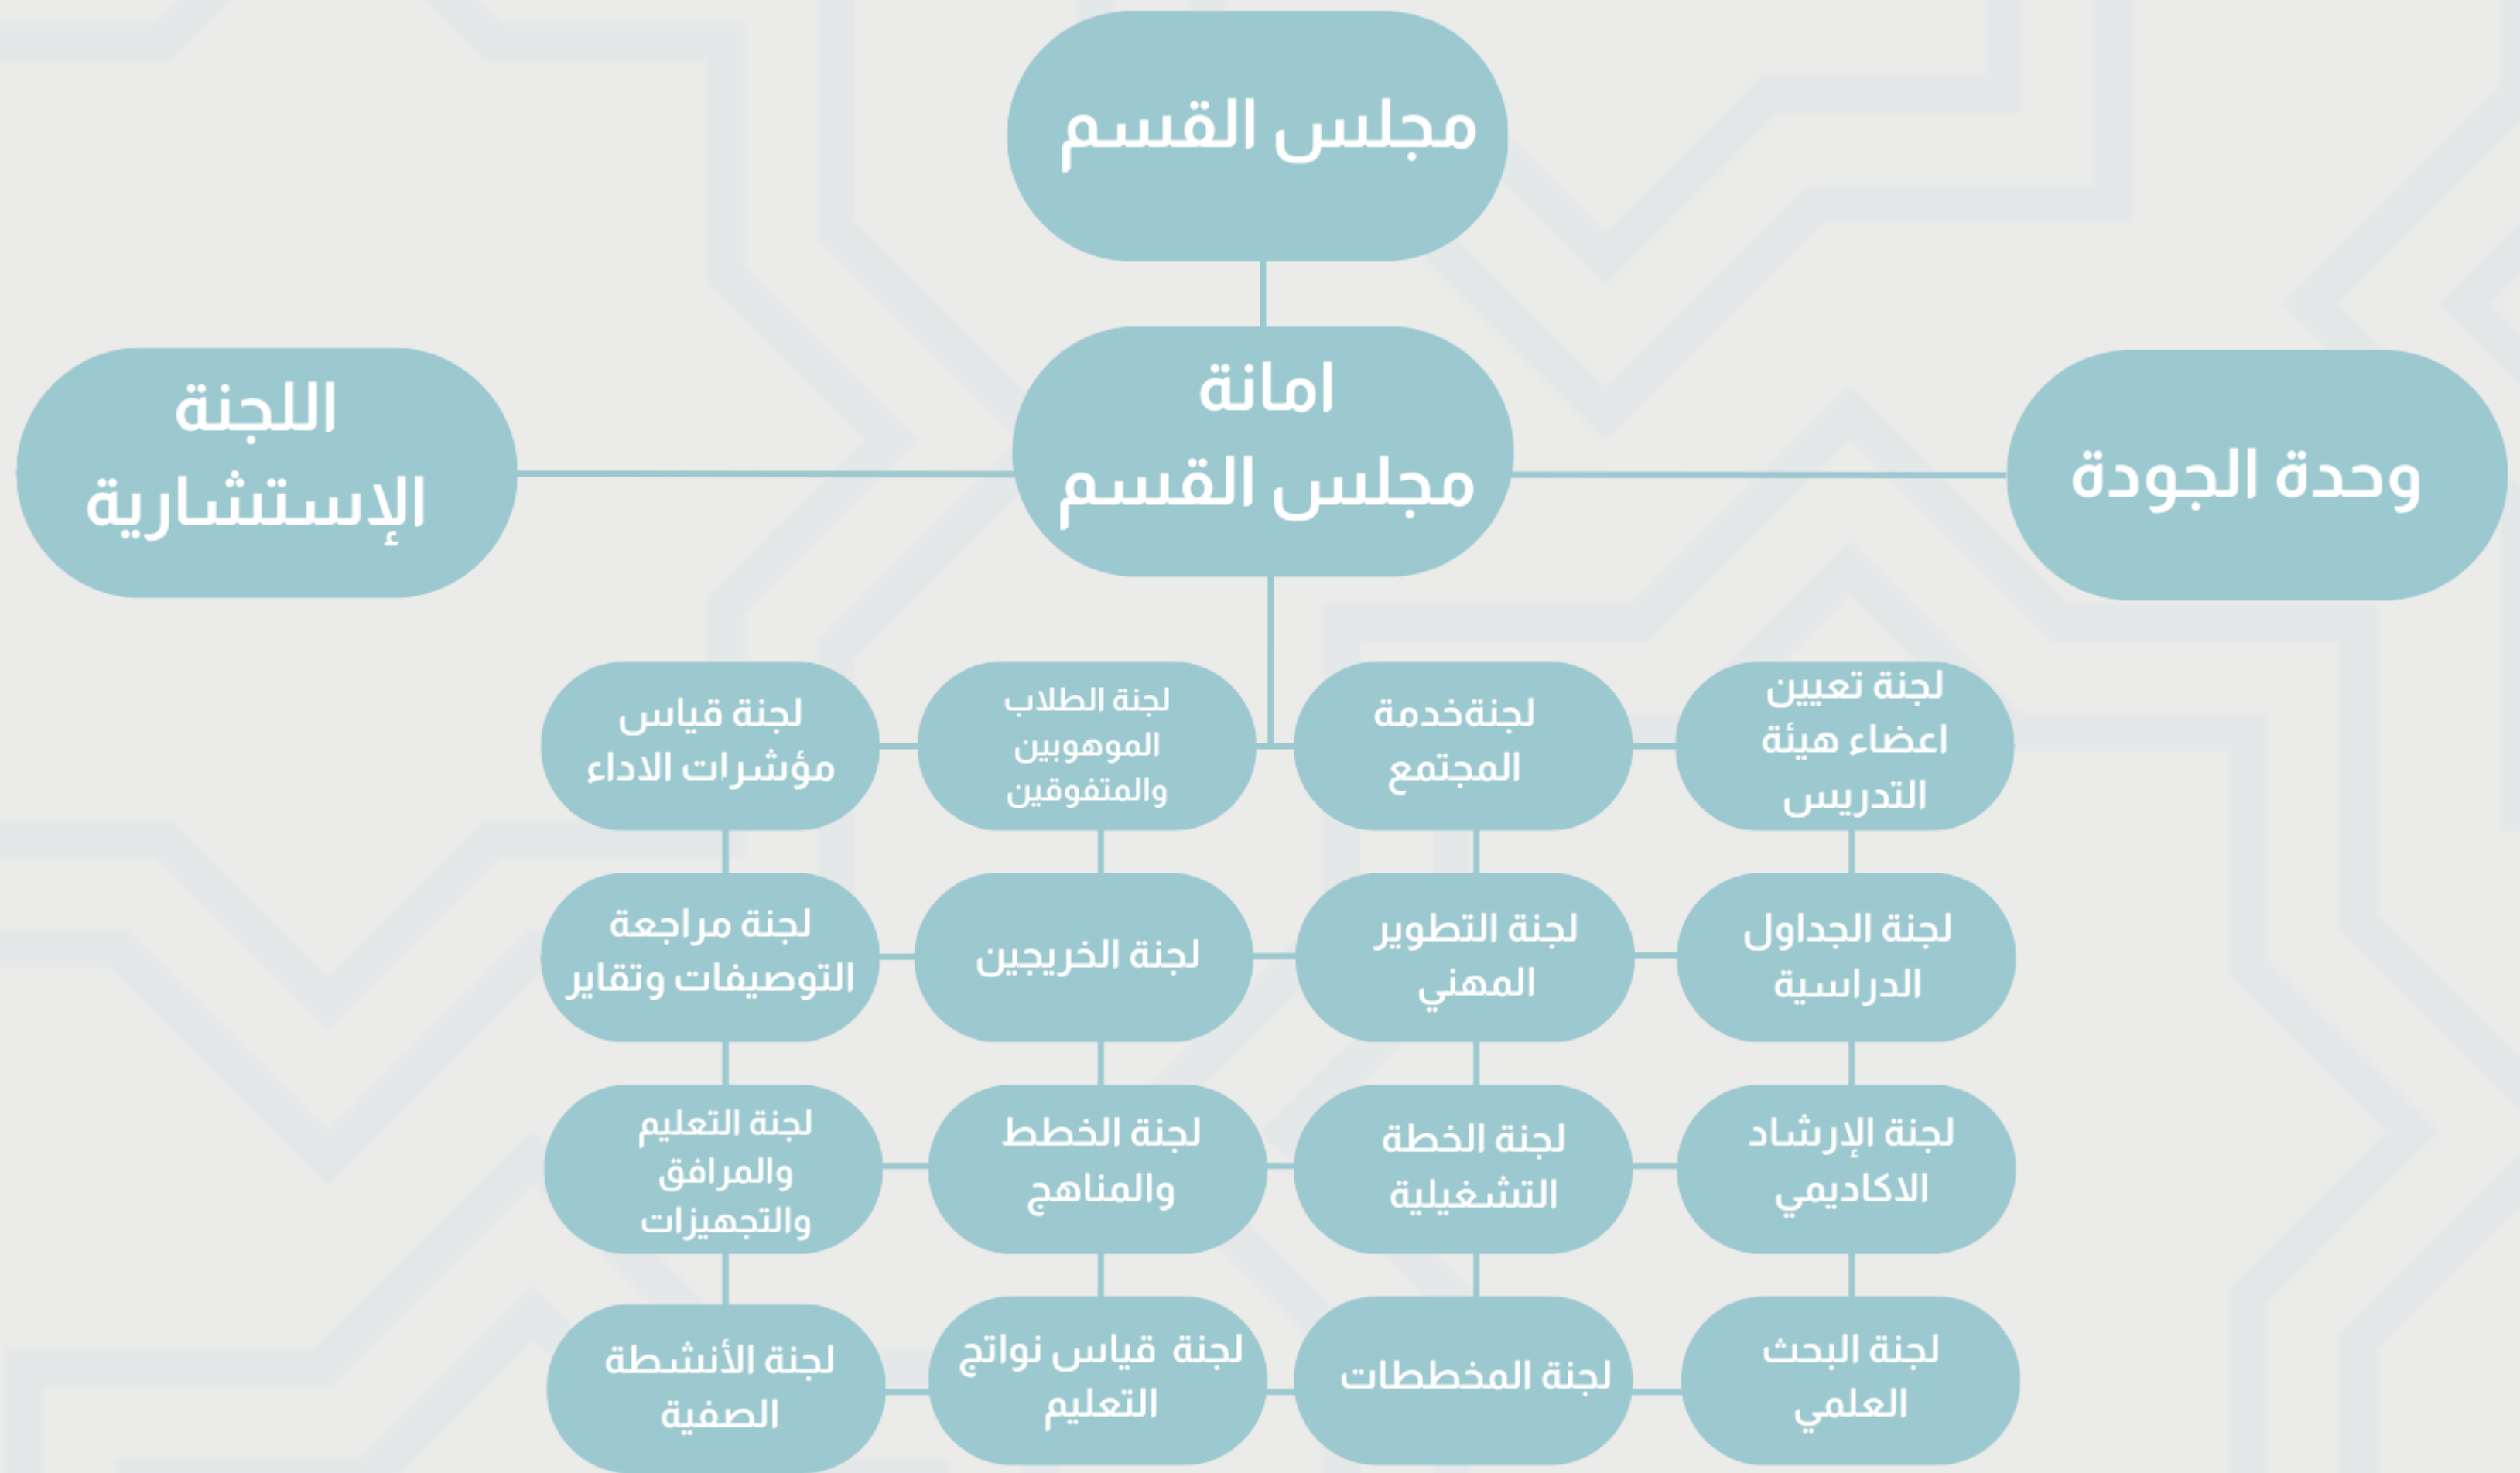 مجلس القسم
وحدة الجودة
امانة
مجلس القسم
اللجنة
الإستشارية
لجنة تعيين
اعضاء هيئة
التدريس
لجنةخدمة
المجتمع
لجنة الطلاب
الموهوبين
والمتفوقين
لجنة قياس
مؤشرات الاداء
لجنة الجداول
الدراسية
لجنة التطوير
المهني
لجنة الخريجين
لجنة مراجعة
التوصيفات وتقاير
لجنة الإرشاد
الاكاديمي
لجنة الخطة
التشغيلية
لجنة الخطط
والمناهج
لجنة التعليم
والمرافق
والتجهيزات
لجنة البحث
العلمي
لجنة المخططات
لجنة قياس نواتج
التعليم
لجنة الأنشطة
الصفية